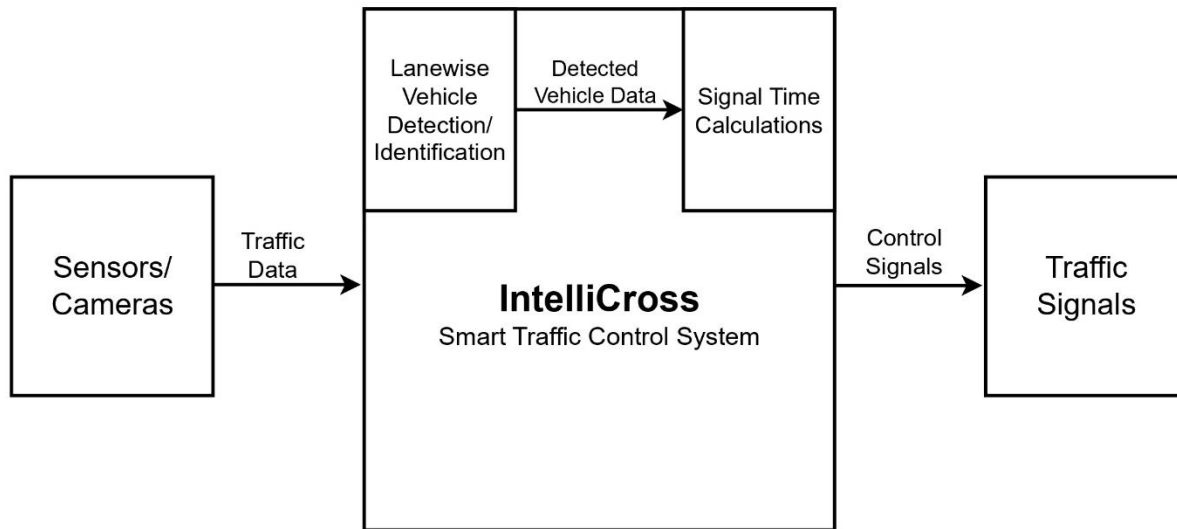 Sensors/
Cameras
Traffic
Data
Lanewise
Vehicle
Detection/
Identification
Detected
Vehicle Data
Signal Time
Calculations
IntelliCross
Smart Traffic Control System
Control
Signals
Traffic
Signals